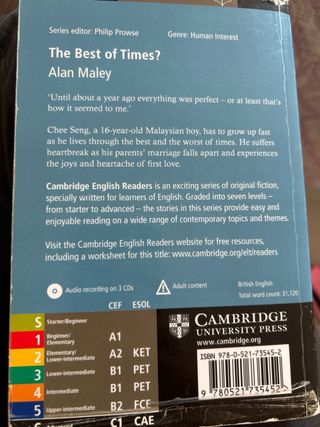 Series editor: Philip Prowse Genre: Human Interest
The Best of Times?
Alan Maley
‘Until about a year ago everything was perfect – or at least that’s
how it seemed to me.’
Chee Seng, a 16-year-old Malaysian boy, has to grow up fast
as he lives through the best and the worst of times. He suffers
heartbreak as his parents’ marriage falls apart and experiences
the joys and heartache of first love.
Cambridge English Readers is an exciting series of original fiction,
specially written for learners of English. Graded into seven levels –
from starter to advanced – the stories in this series provide easy and
enjoyable reading on a wide range of contemporary topics and themes.
Visit the Cambridge English Readers website for free resources,
including a worksheet for this title: www.cambridge.org/elt/readers
Audio recording on 3 CDs Adult content British English
Total word count: 31,120
CEF ESOL
S Starter/Beginner
1 Beginner/ Elementary A1
2 Elementary/ Lower-intermediate A2 KET
3 Lower-intermediate B1 PET
4 Intermediate B1 PET
5 Upper-intermediate B2 FCE
C1 CAE
CAMBRIDGE
UNIVERSITY PRESS
www.cambridge.org
ISBN 978-0-521-73545-2
9 780521 735452